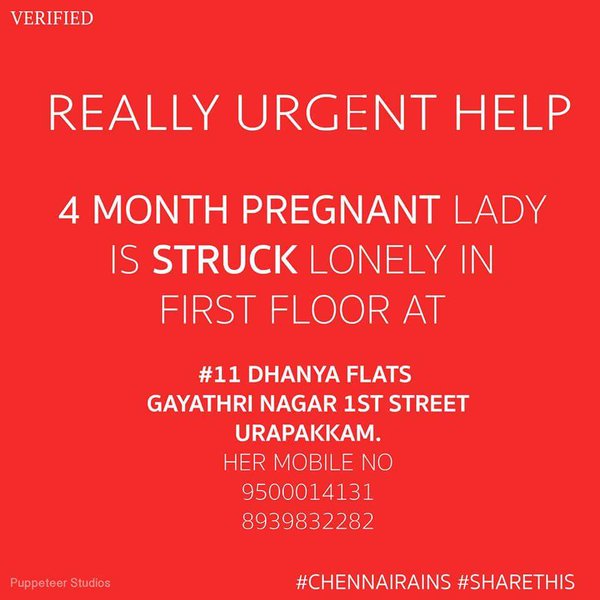 VERIFIED
REALLY URGENT HELP
4 MONTH PREGNANT LADY
IS STRUCK LONELY IN
FIRST FLOOR AT
#11 DHANYA FLATS
GAYATHRI NAGAR 1ST STREET
URAPAKKAM.
HER MOBILE NO
9500014131
8939832282
Puppeteer Studios
#CHENNAIRAINS #SHARETHIS